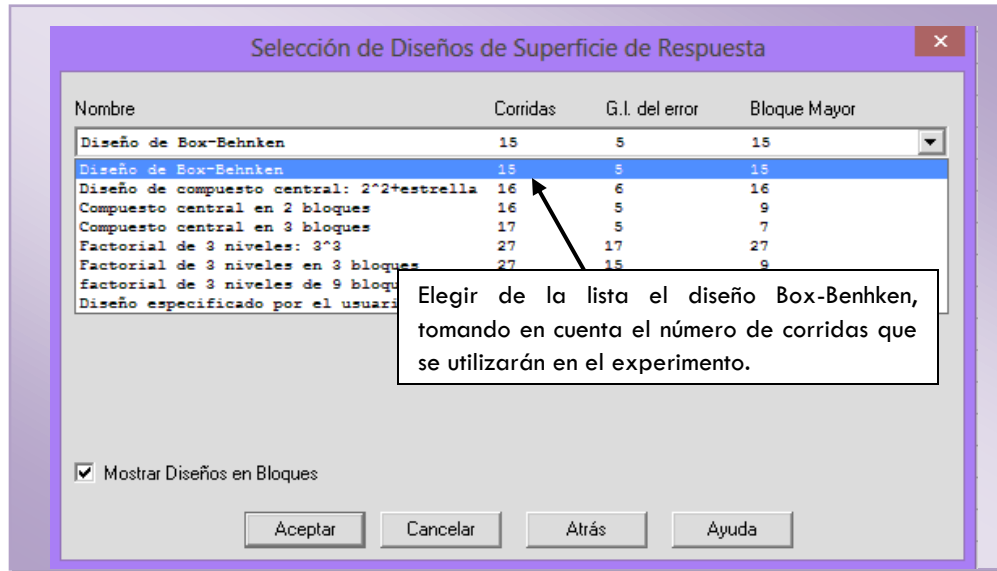 Selección de Diseños de Superficie de Respuesta
Nombre Corridas G.l. del error Bloque Mayor
Diseño de Box-Behnken 15 5 15
Diseño de Box-Behnken 15 5 15
Diseño de compuesto central: 2^2+estrella 16 6 16
Compuesto central en 2 bloques 16 5 9
Compuesto central en 3 bloques 17 5 7
Factorial de 3 niveles: 3^3 27 17 27
Factorial de 3 niveles en 3 bloques 27 15 9
factorial de 3 niveles de 9
Diseño especificado por el
Elegir de la lista el diseño Box-Benhken,
tomando en cuenta el número de corridas que
se utilizarán en el experimento.
Mostrar Diseños en Bloques
Aceptar Cancelar Atrás Ayuda